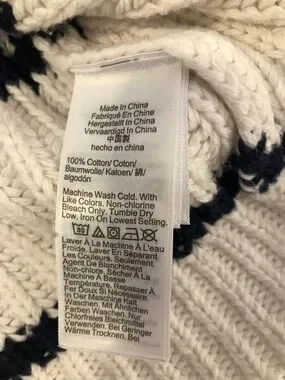 Made In China
Fabriqué En Chine
Hergestellt In China
Vervaardigd In China
中国製
hecho en china
100% Cotton/ Coton/
Baumwolle/ Katoen/ 綿/
algodón
Machine Wash Cold. With
Like Colors. Non-chlorine
Bleach Only. Tumble Dry
Low. Iron On Lowest Setting.
Laver À La Machine À L'eau
Froide. Laver En Séparant
Les Couleurs. Seulement
Agent De Blanchiment
Non-chlore. Sécher À La
Machine À Basse
Température. Repasser À
Fer Doux Si Nécessaire.
In Der Maschine Kalt
Waschen. Mit Ähnlichen
Farben Waschen. Nur
Chlorfreies Bleichmittel
Verwenden. Bei Geringer
Wärme Trocknen. Bei